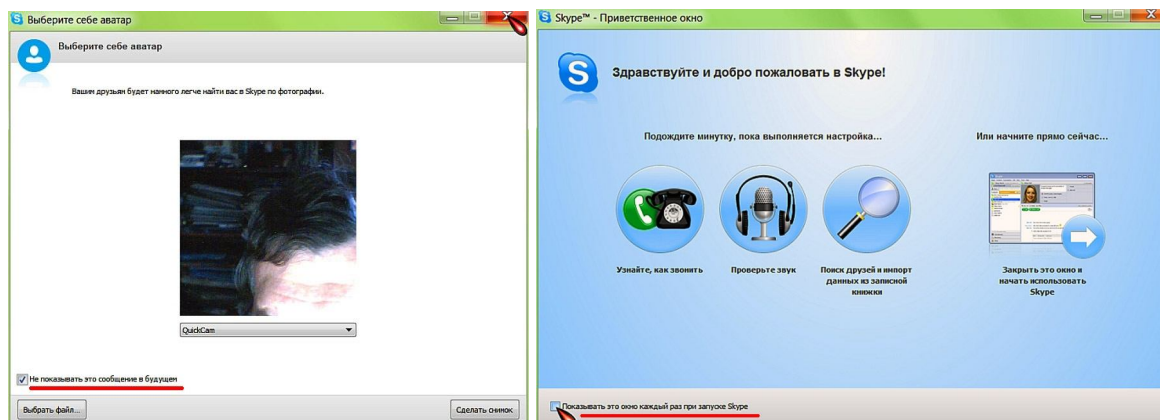 Выберите себе аватар
Выберите себе аватар
Вашим друзьям будет намного легче найти вас в Skype по фотографии.
QuickCam
Не показывать это сообщение в будущем
Выбрать файл...
Сделать снимок
Skype™ - Приветственное окно
Здравствуйте и добро пожаловать в Skype!
Подождите минутку, пока выполняется настройка...
Или начните прямо сейчас...
Узнайте, как звонить
Проверьте звук
Поиск друзей и импорт
данных из записной
книжки
Закрыть это окно и
начать использовать
Skype
Показывать это окно каждый раз при запуске Skype